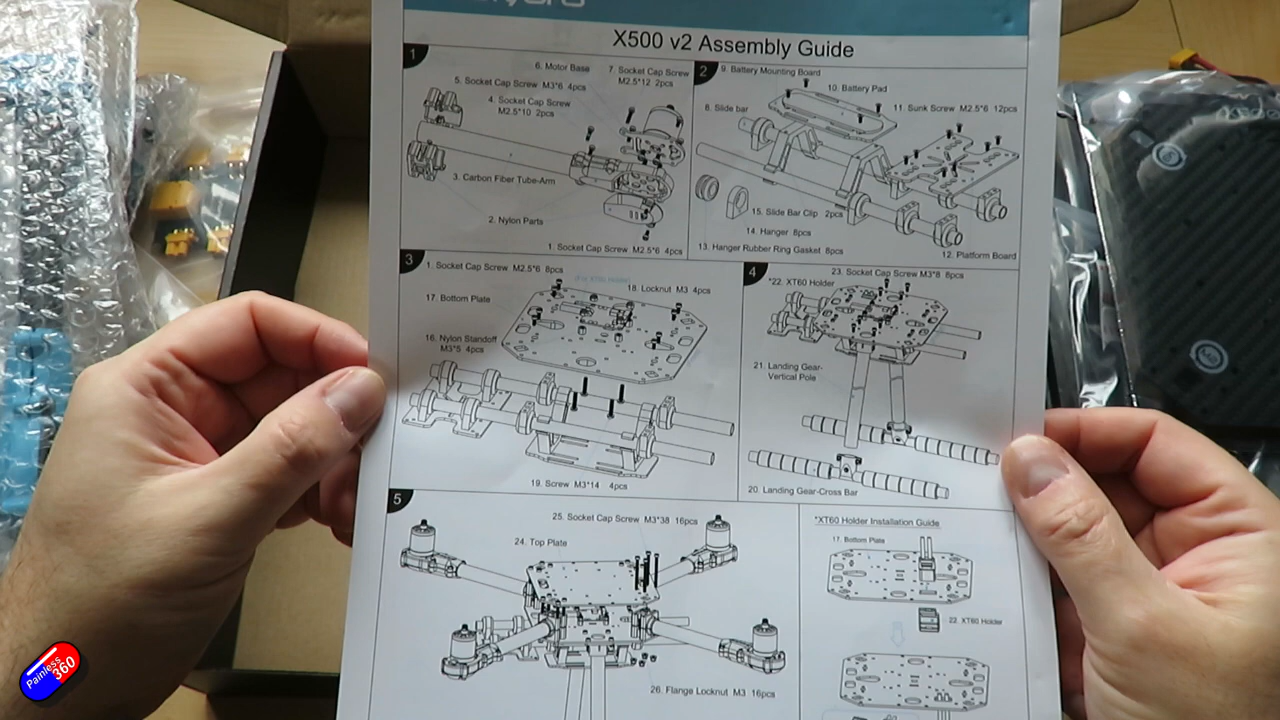 X500 v2 Assembly Guide
1
6. Motor Base
7. Socket Cap Screw
M2.5*12 2pcs
5. Socket Cap Screw M3*6 4pcs
4. Socket Cap Screw
M2.5*10 2pcs
3. Carbon Fiber Tube-Arm
2. Nylon Parts
1. Socket Cap Screw M2.5*6 4pcs
2
9. Battery Mounting Board
10. Battery Pad
8. Slide bar
11. Sunk Screw M2.5*6 12pcs
15. Slide Bar Clip 2pcs
14. Hanger 8pcs
13. Hanger Rubber Ring Gasket 8pcs
12. Platform Board
3
1. Socket Cap Screw M2.5*6 8pcs
(For XT60 Holder)
18. Locknut M3 4pcs
17. Bottom Plate
16. Nylon Standoff
M3*5 4pcs
19. Screw M3*14 4pcs
4
23. Socket Cap Screw M3*8 8pcs
*22. XT60 Holder
21. Landing Gear-
Vertical Pole
20. Landing Gear-Cross Bar
5
25. Socket Cap Screw M3*38 16pcs
24. Top Plate
26. Flange Locknut M3 16pcs
*XT60 Holder Installation Guide
17. Bottom Plate
22. XT60 Holder
Painless
360